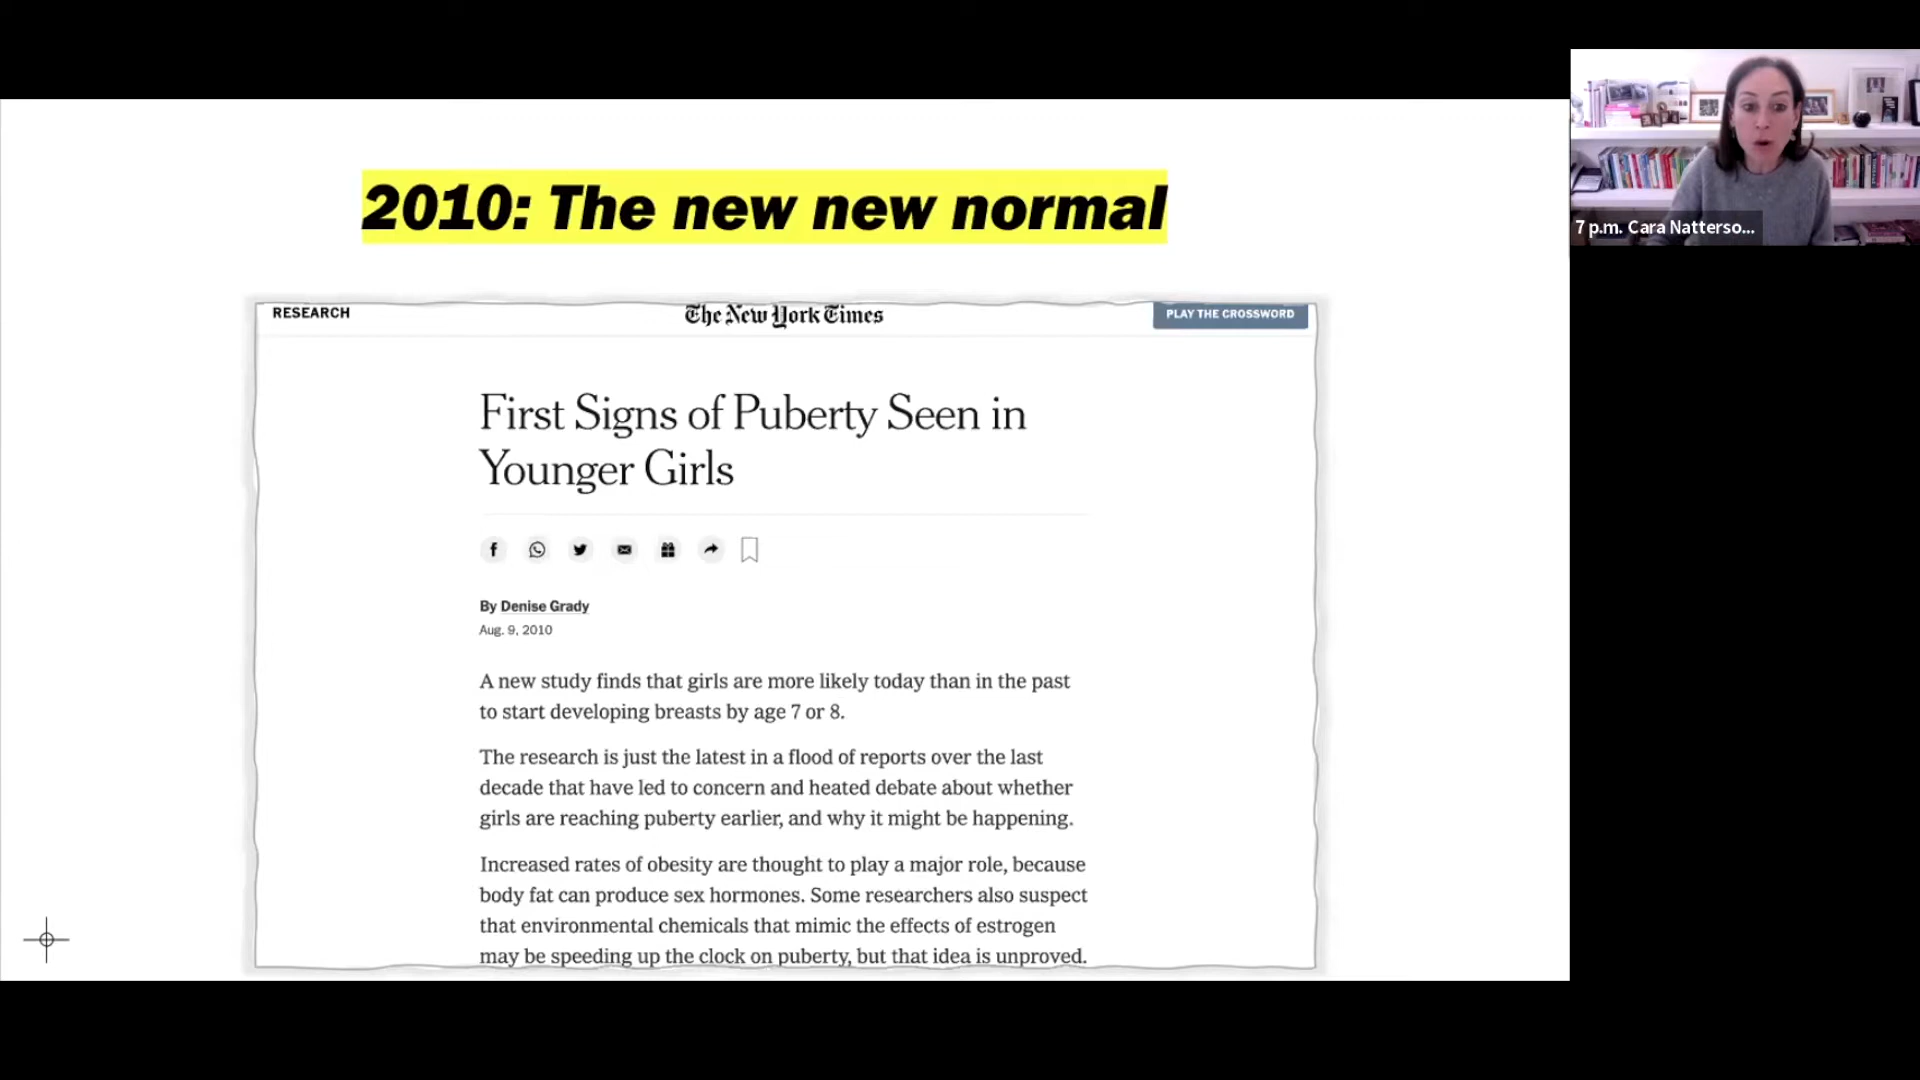 2010: The new new normal
RESEARCH
The New York Times
PLAY THE CROSSWORD
First Signs of Puberty Seen in
Younger Girls
By Denise Grady
Aug. 9, 2010
A new study finds that girls are more likely today than in the past
to start developing breasts by age 7 or 8.
The research is just the latest in a flood of reports over the last
decade that have led to concern and heated debate about whether
girls are reaching puberty earlier, and why it might be happening.
Increased rates of obesity are thought to play a major role, because
body fat can produce sex hormones. Some researchers also suspect
that environmental chemicals that mimic the effects of estrogen
may be speeding up the clock on puberty, but that idea is unproved.
7 p.m. Cara Natterso...